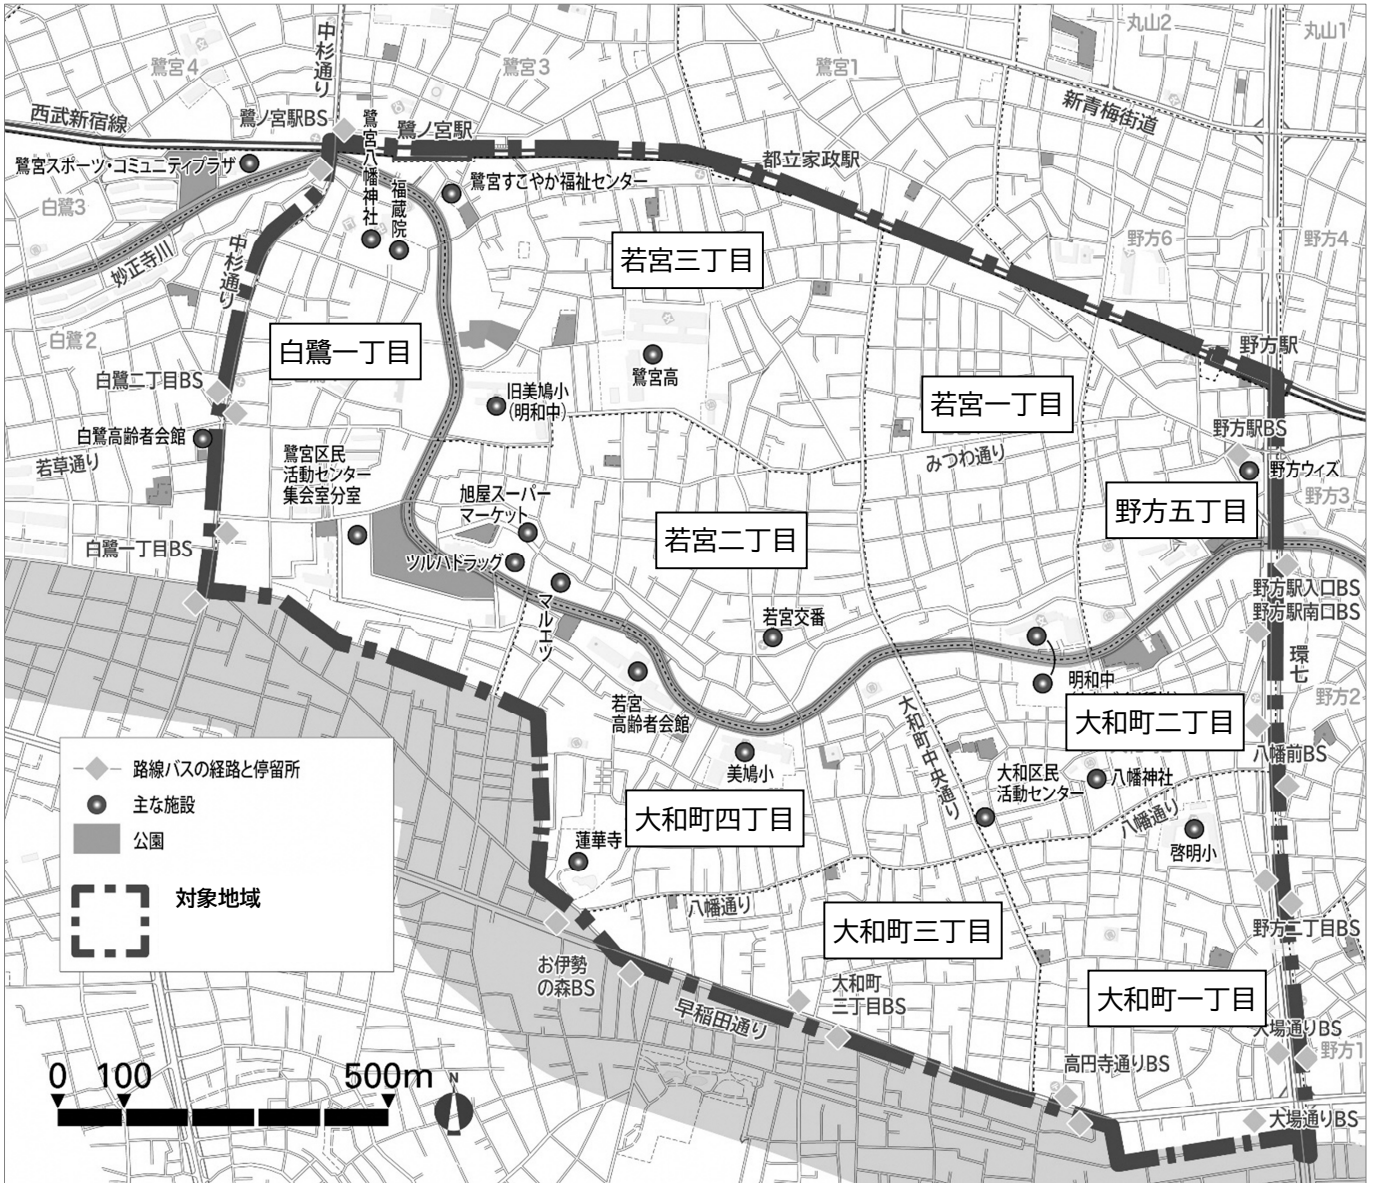 中杉通り
丸山2
丸山1
鷺宮4
鷺宮3
鷺宮1
新青梅街道
西武新宿線
鷺ノ宮駅BS
鷺ノ宮駅
都立家政駅
鷺宮スポーツ・コミュニティプラザ
鷺宮八幡神社
福蔵院
鷺宮すこやか福祉センター
白鷺3
妙正寺川
中杉通り
若宮三丁目
野方6
野方4
白鷺2
白鷺一丁目
野方駅
白鷺二丁目BS
旧美鳩小
（明和中）
鷺宮高
若宮一丁目
白鷺高齢者会館
若草通り
鷺宮区民
活動センター
集会室分室
みつわ通り
野方駅BS
野方ウィズ
野方3
旭屋スーパー
マーケット
若宮二丁目
野方五丁目
白鷺一丁目BS
ツルハドラッグ
マルエツ
若宮交番
野方駅入口BS
野方駅南口BS
環七
若宮
高齢者会館
明和中
大和町二丁目
野方2
大和町中央通り
美鳩小
大和区民
活動センター
八幡神社
八幡前BS
路線バスの経路と停留所
主な施設
公園
対象地域
大和町四丁目
蓮華寺
八幡通り
啓明小
八幡通り
大和町三丁目
野方二丁目BS
お伊勢
の森BS
早稲田通り
大和町
三丁目BS
大和町一丁目
大場通りBS
野方1
高円寺通りBS
大場通りBS
0 100 500m
N